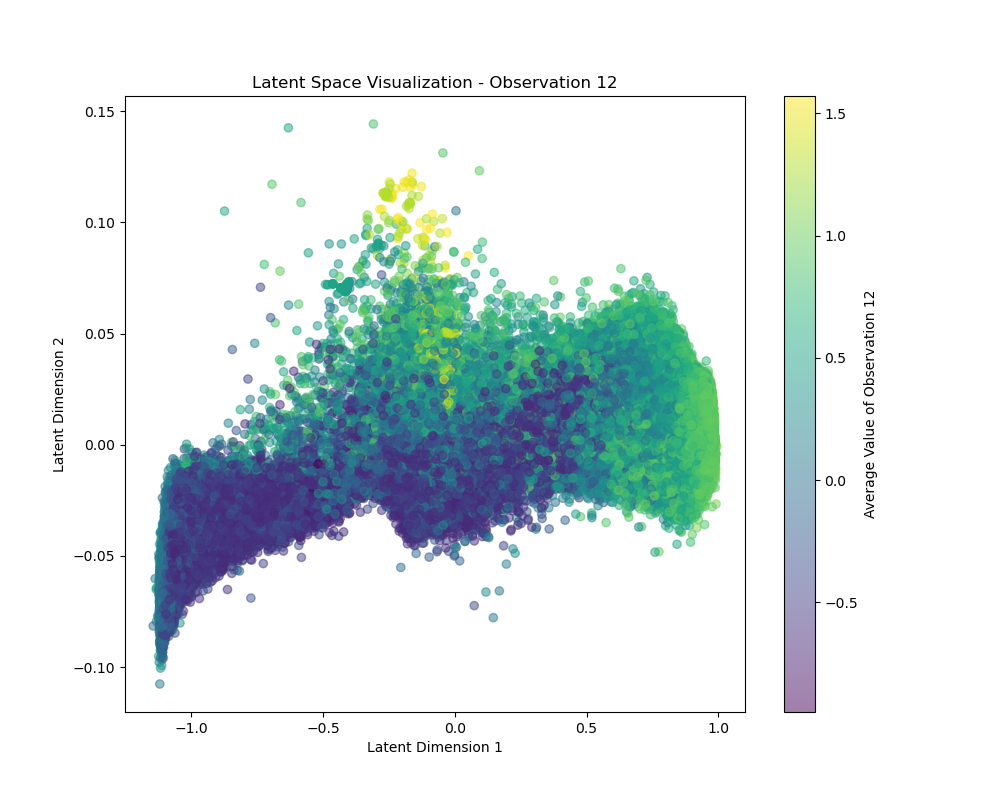 Latent Space Visualization - Observation 12
0.15
0.10
0.05
0.00
−0.05
−0.10
Latent Dimension 2
−1.0 −0.5 0.0 0.5 1.0
Latent Dimension 1
1.5
1.0
0.5
0.0
−0.5
Average Value of Observation 12